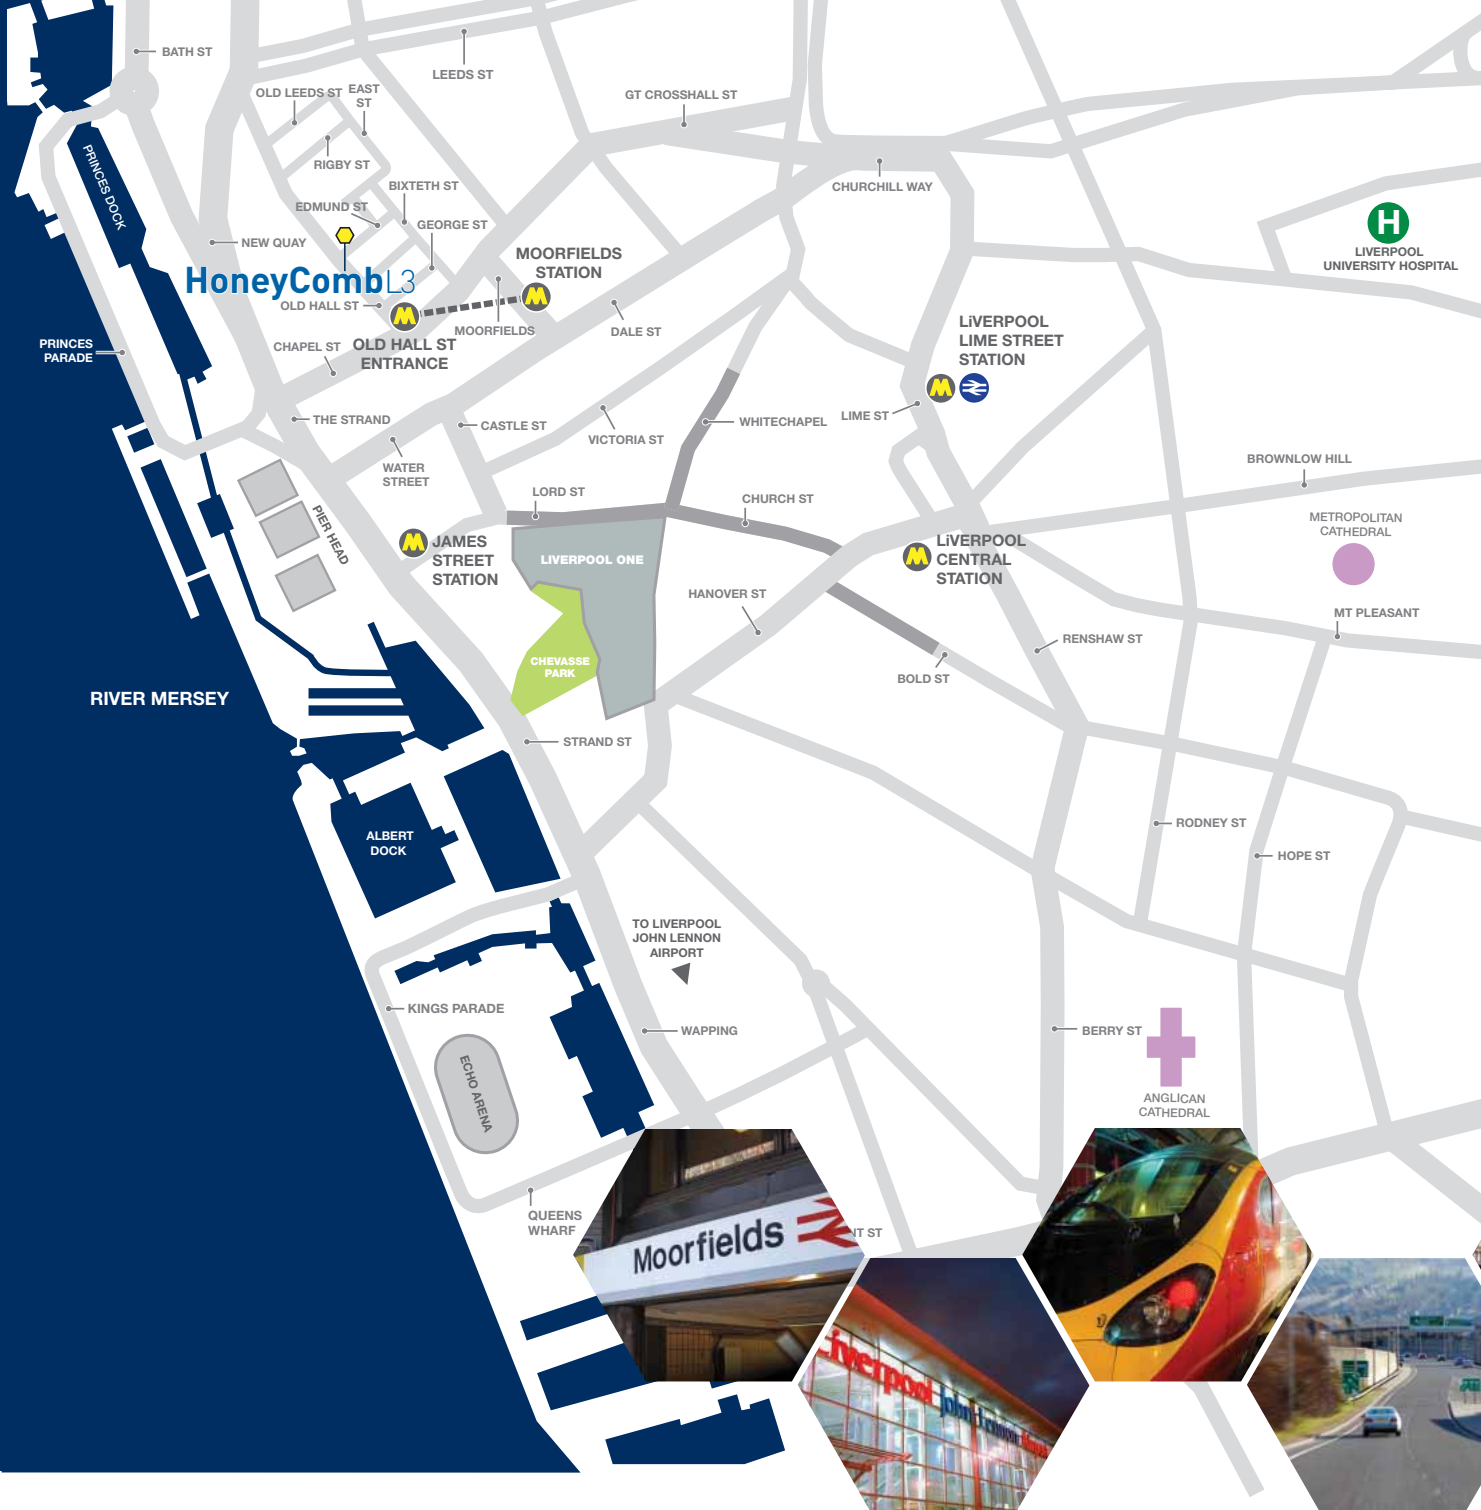 BATH ST
LEEDS ST
OLD LEEDS ST
EAST
ST
GT CROSSHALL ST
RIGBY ST
PRINCES DOCK
BIXTETH ST
CHURCHILL WAY
EDMUND ST
GEORGE ST
NEW QUAY
MOORFIELDS
STATION
H
LIVERPOOL
UNIVERSITY HOSPITAL
HoneyCombL3
OLD HALL ST
M
M
MOORFIELDS
DALE ST
LiVERPOOL
LIME STREET
STATION
PRINCES
PARADE
CHAPEL ST
OLD HALL ST
ENTRANCE
M
THE STRAND
CASTLE ST
VICTORIA ST
WHITECHAPEL
LIME ST
WATER
STREET
BROWNLOW HILL
LORD ST
CHURCH ST
PIER HEAD
METROPOLITAN
CATHEDRAL
M
JAMES
STREET
STATION
LIVERPOOL ONE
M
LiVERPOOL
CENTRAL
STATION
HANOVER ST
MT PLEASANT
RENSHAW ST
CHEVASSE
PARK
BOLD ST
RIVER MERSEY
STRAND ST
ALBERT
DOCK
RODNEY ST
HOPE ST
TO LIVERPOOL
JOHN LENNON
AIRPORT
KINGS PARADE
WAPPING
BERRY ST
ECHO ARENA
ANGLICAN
CATHEDRAL
QUEENS
WHARF
Moorfields
NT ST
Liverpool John Lennon